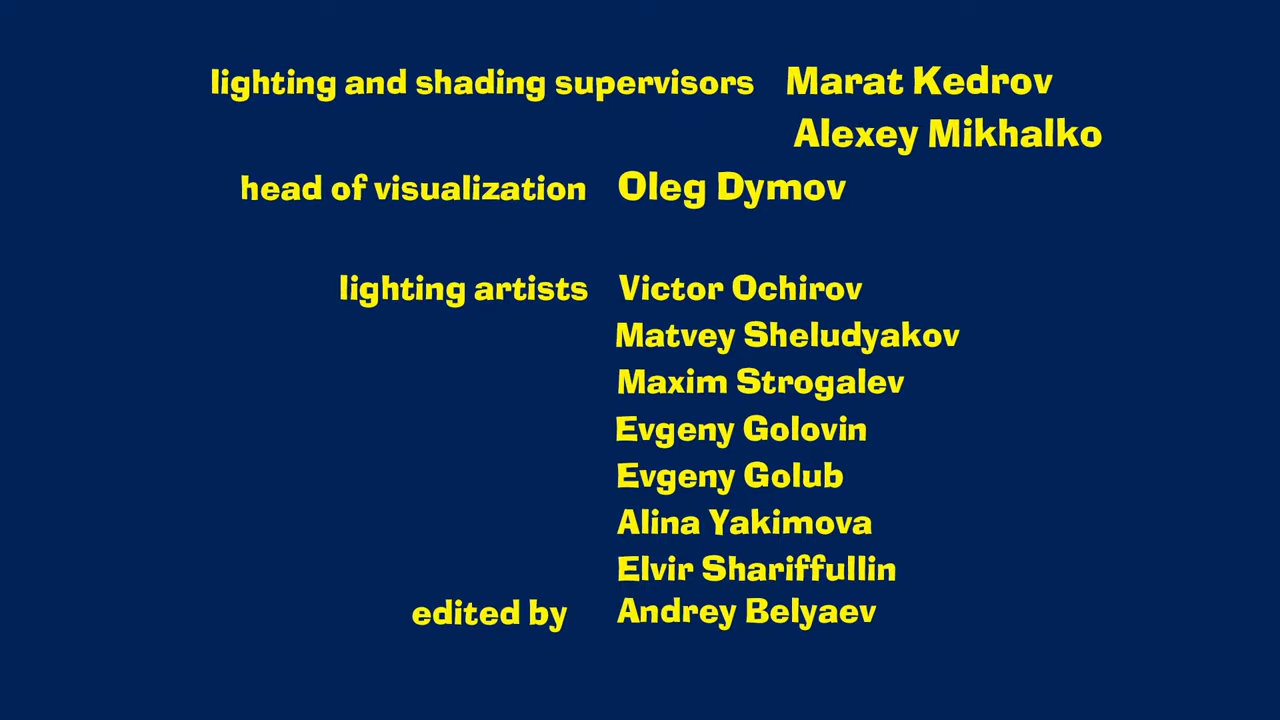 lighting and shading supervisors Marat Kedrov
Alexey Mikhalko
head of visualization Oleg Dymov
lighting artists Victor Ochirov
Matvey Sheludyakov
Maxim Strogalev
Evgeny Golovin
Evgeny Golub
Alina Yakimova
Elvir Shariffullin
edited by Andrey Belyaev